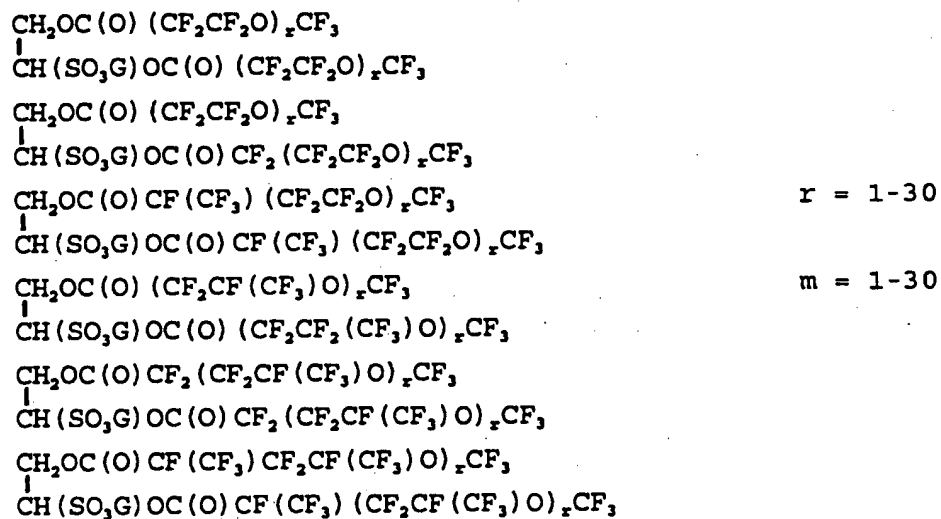 CH₂OC(O)(CF₂CF₂O)ᵣCF₃
CH(SO₃G)OC(O)(CF₂CF₂O)ᵣCF₃
CH₂OC(O)(CF₂CF₂O)ᵣCF₃
CH(SO₃G)OC(O)CF₂(CF₂CF₂O)ᵣCF₃
CH₂OC(O)CF(CF₃)(CF₂CF₂O)ᵣCF₃ r = 1-30
CH(SO₃G)OC(O)CF(CF₃)(CF₂CF₂O)ᵣCF₃
CH₂OC(O)(CF₂CF(CF₃)O)ᵣCF₃ m = 1-30
CH(SO₃G)OC(O)(CF₂CF₂(CF₃)O)ᵣCF₃
CH₂OC(O)CF₂(CF₂CF(CF₃)O)ᵣCF₃
CH(SO₃G)OC(O)CF₂(CF₂CF(CF₃)O)ᵣCF₃
CH₂OC(O)CF(CF₃)CF₂CF(CF₃)O)ᵣCF₃
CH(SO₃G)OC(O)CF(CF₃)(CF₂CF(CF₃)O)ᵣCF₃